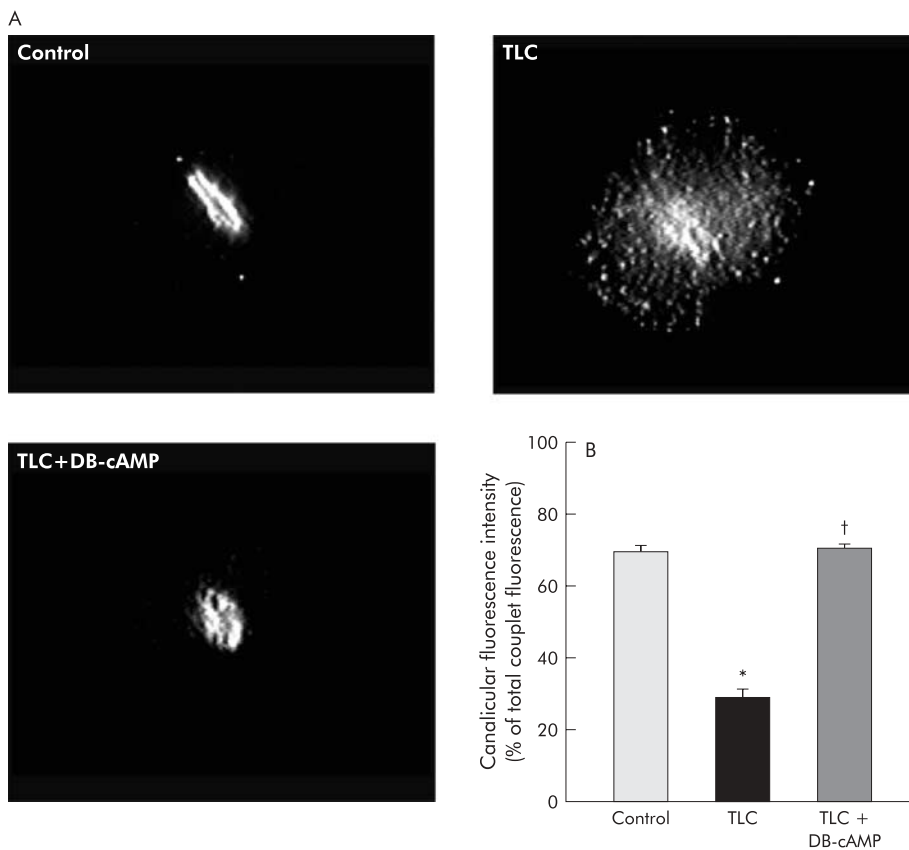 A
Control
TLC
TLC+DB-cAMP
B
Canalicular fluorescence intensity
(% of total couplet fluorescence)
100
80
60
40
20
0
*
†
Control
TLC
TLC +
DB-cAMP